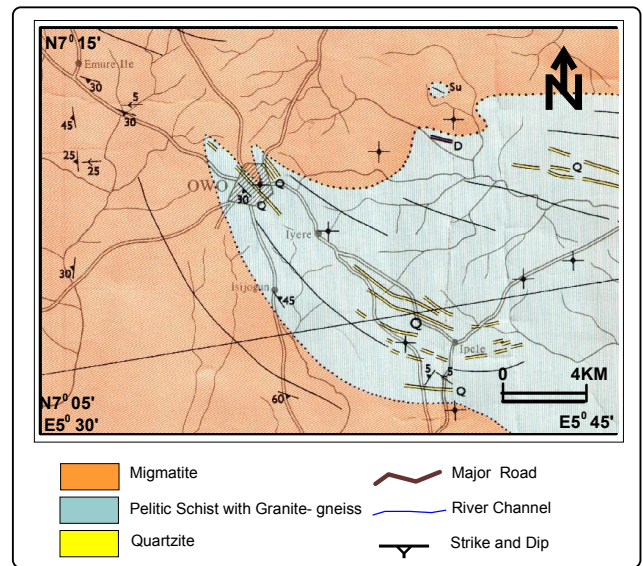 N7⁰ 15'
Emure Ile
30
5
30
45
Su
N
D
25
25
OWO
Q
Q
30
Q
Iyere
30
Isijogun
45
Q
Ipele
5
5
0 4KM
60
Q
N7⁰ 05'
E5⁰ 30'
E5⁰ 45'
Migmatite
Major Road
Pelitic Schist with Granite- gneiss
River Channel
Quartzite
Strike and Dip